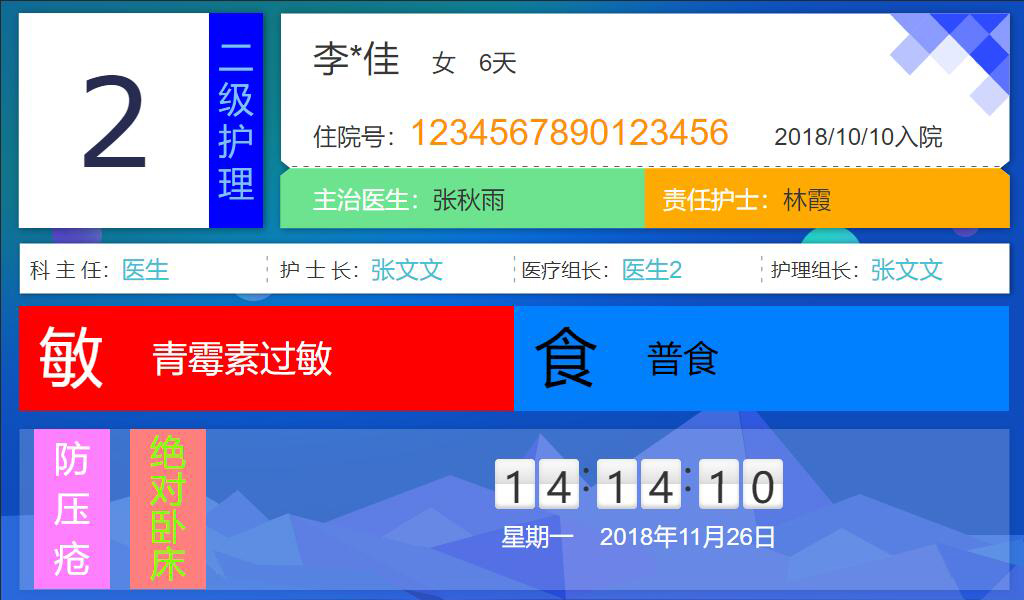 2
二级护理
李*佳 女 6天
住院号：1234567890123456 2018/10/10入院
主治医生：张秋雨 责任护士：林霞
科主任：医生 护士长：张文文 医疗组长：医生2 护理组长：张文文
敏 青霉素过敏 食 普食
防压疮
绝对卧床
14:14:10
星期一 2018年11月26日